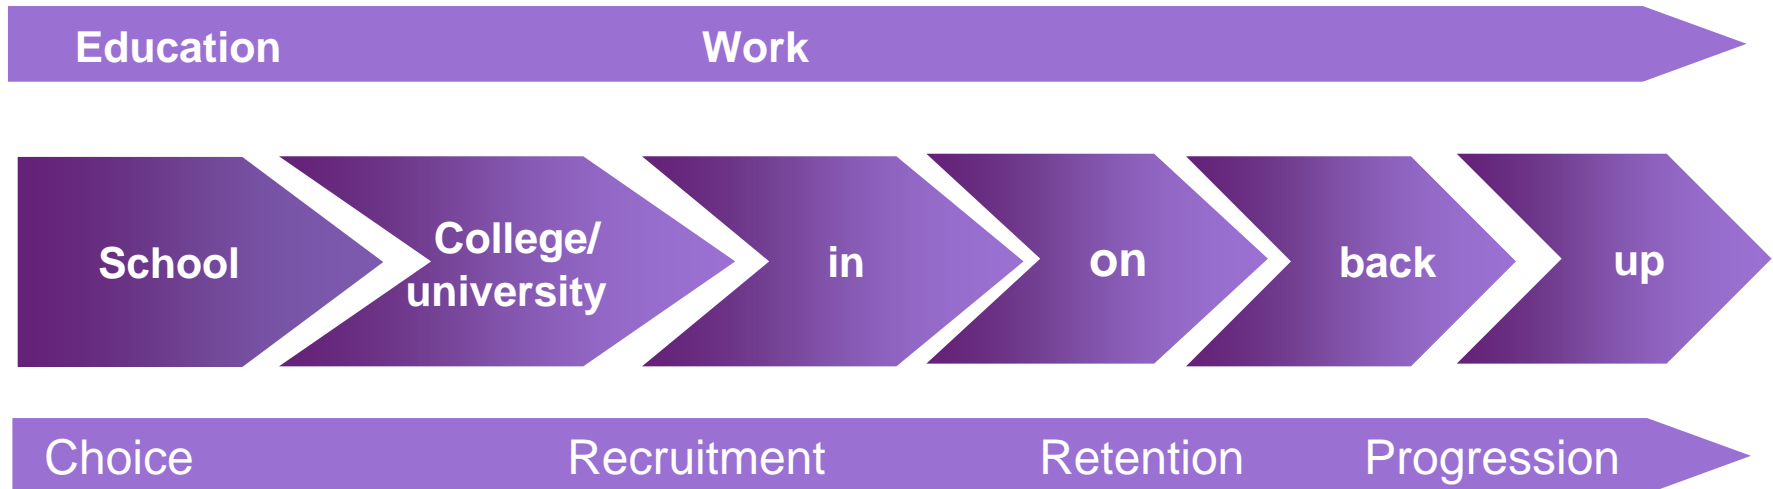 Education Work
School College/ university in on back up
Choice Recruitment Retention Progression